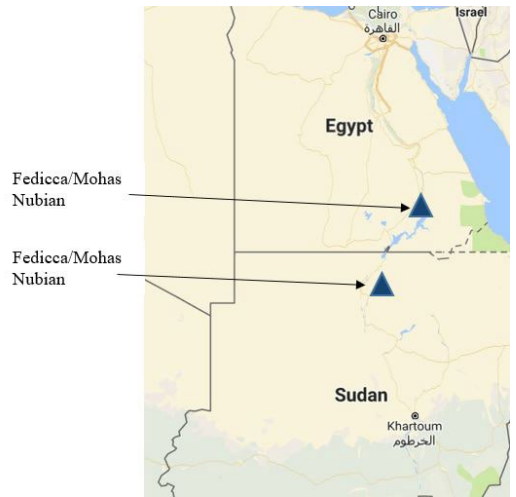 Cairo
القاهرة
Israel
Egypt
Fedicca/Mohas
Nubian
Fedicca/Mohas
Nubian
Sudan
Khartoum
الخرطوم